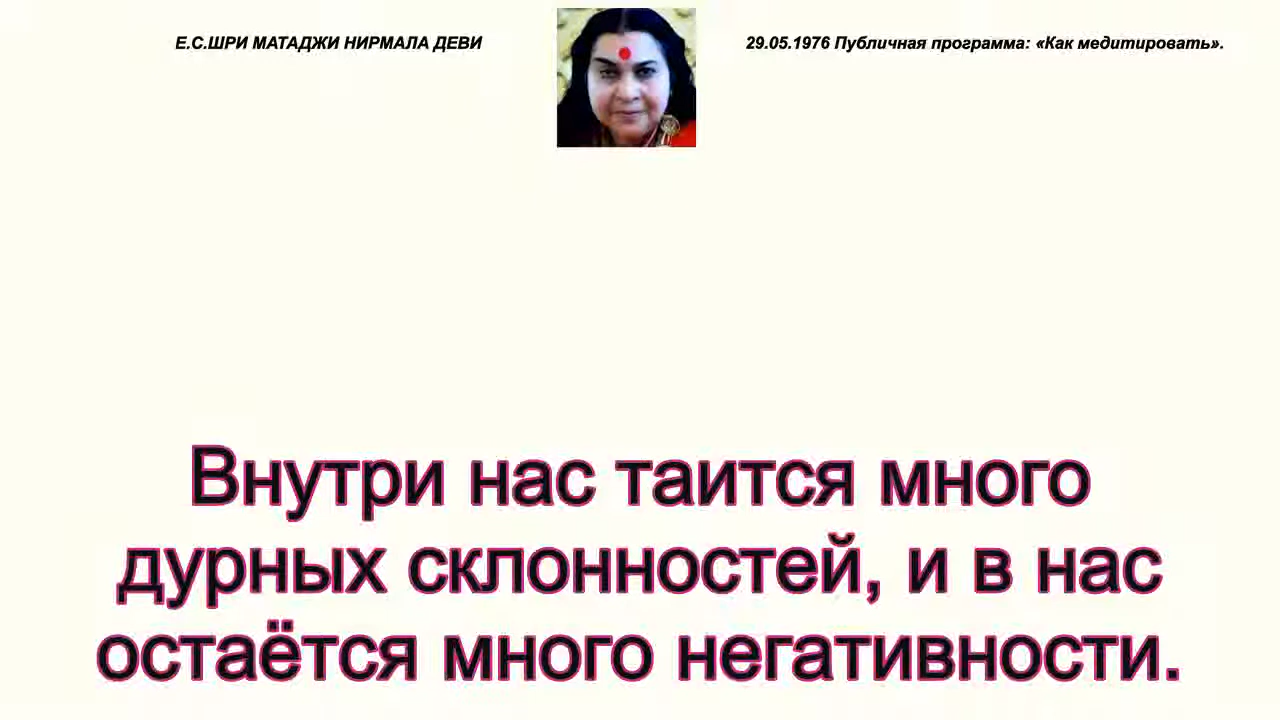 Е.С.ШРИ МАТАДЖИ НИРМАЛА ДЕВИ
29.05.1976 Публичная программа: «Как медитировать».
Внутри нас таится много
дурных склонностей, и в нас
остаётся много негативности.